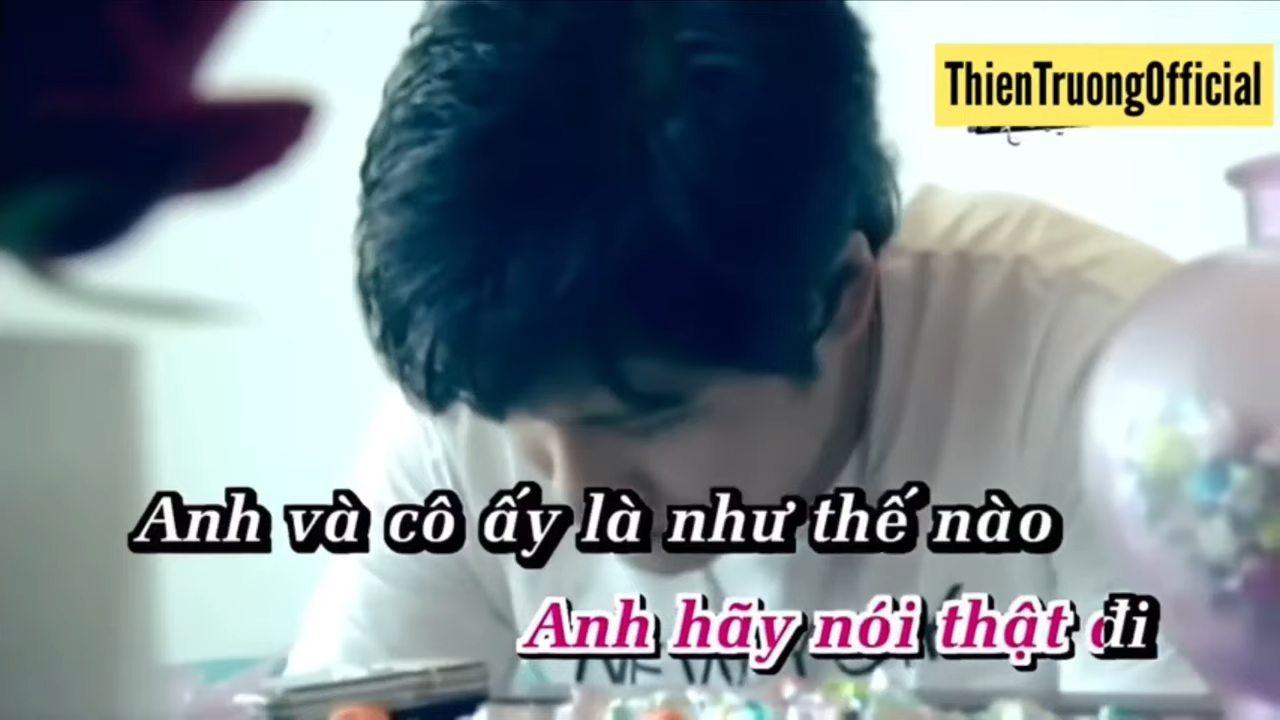 ThienTruongOfficial
Anh và cô ấy là như thế nào
Anh hãy nói thật đi